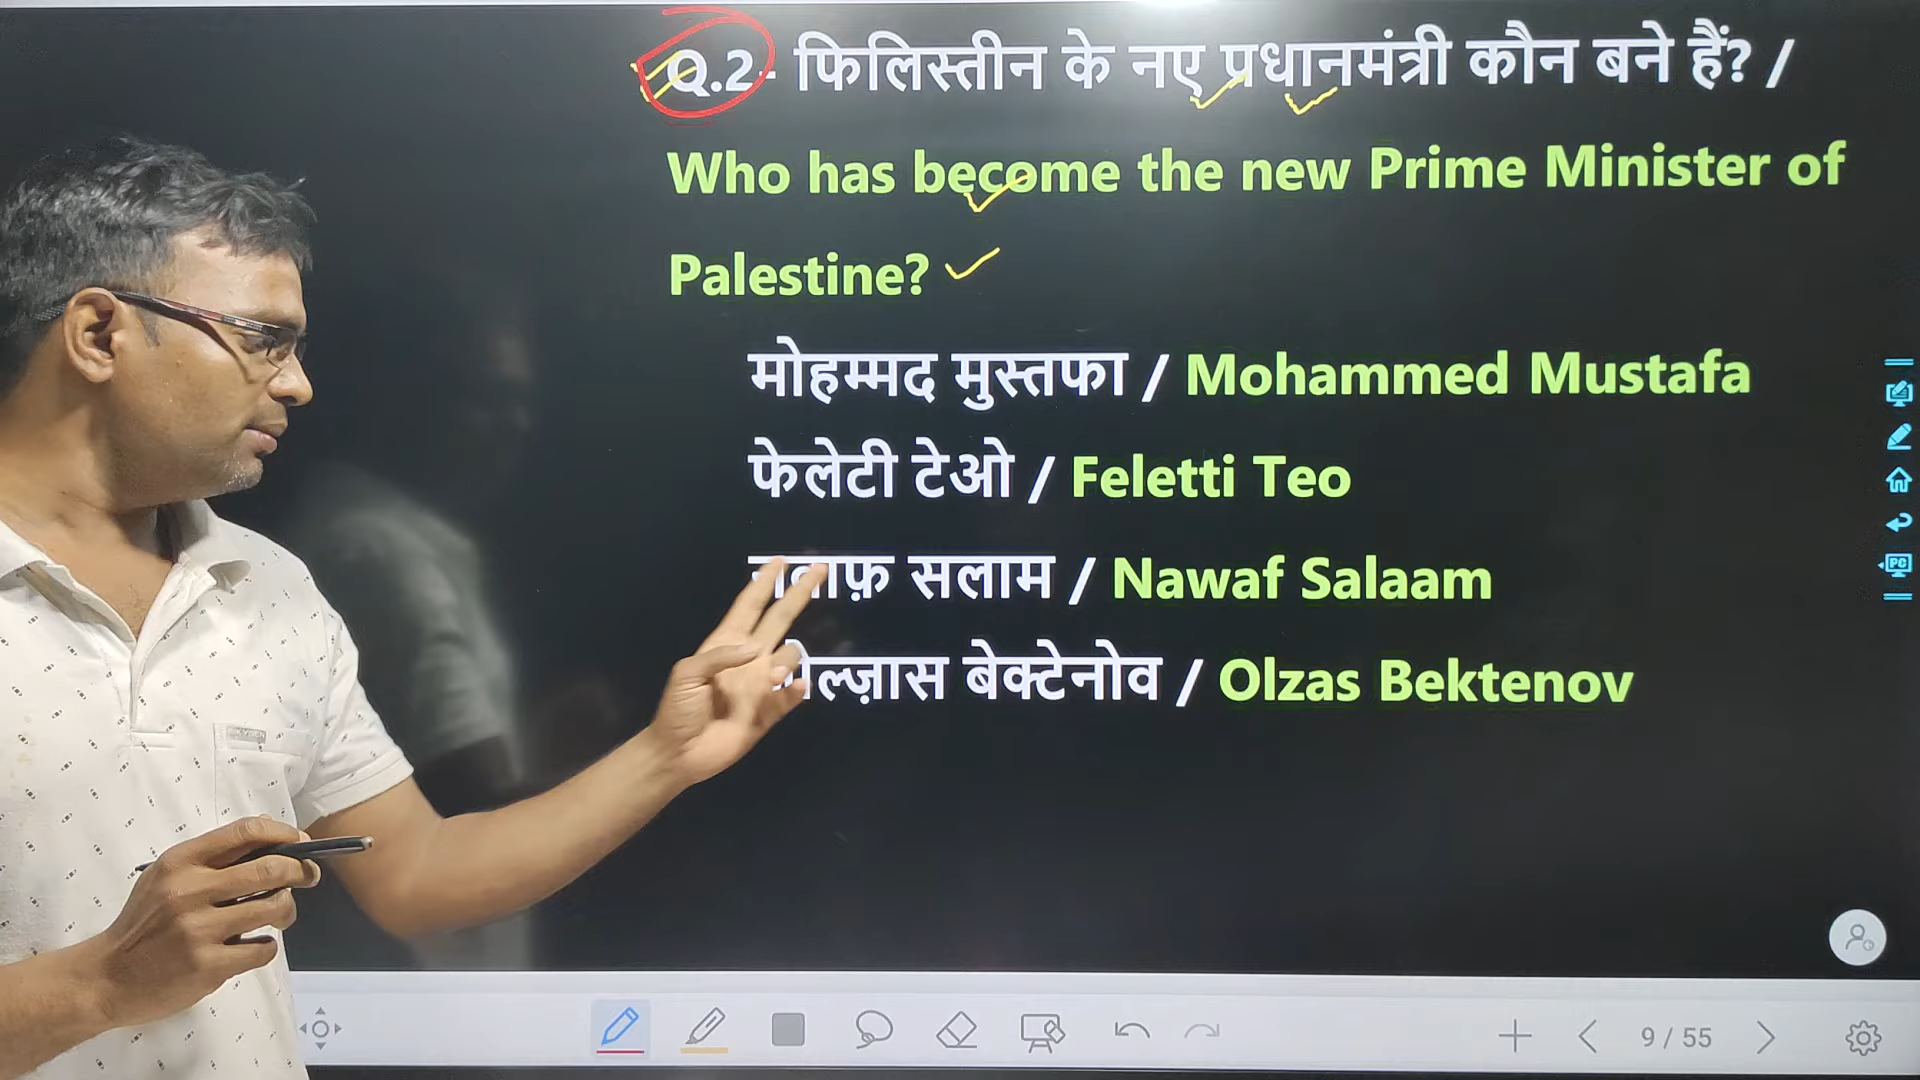 Q.2- फिलिस्तीन के नए प्रधानमंत्री कौन बने हैं? /
Who has become the new Prime Minister of
Palestine?
मोहम्मद मुस्तफा / Mohammed Mustafa
फेलेटी टेओ / Feletti Teo
सलाम / Nawaf Salaam
बेक्टेनोव / Olzas Bektenov
PC
9 / 55